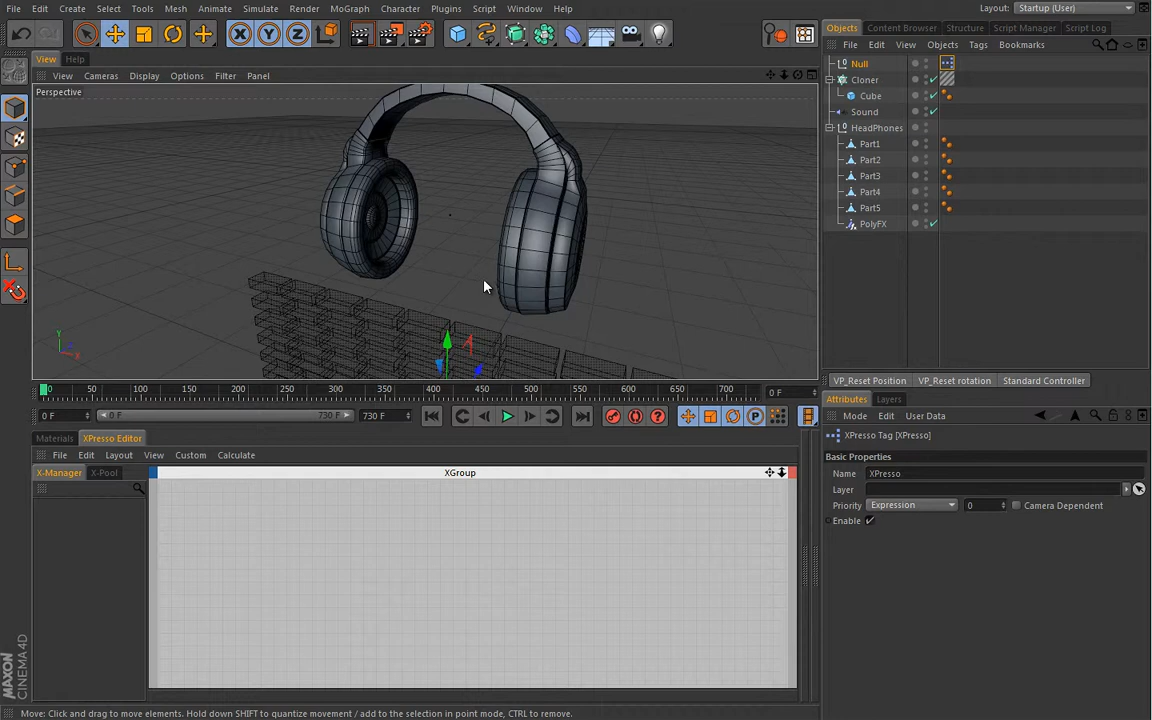 File Edit Create Select Tools Mesh Animate Simulate Render MoGraph Character Plugins Script Window Help Layout: Startup (User)
X Y Z
Objects Content Browser Structure Script Manager Script Log
File Edit View Objects Tags Bookmarks
View Help
View Cameras Display Options Filter Panel
Perspective
Null
Cloner
Cube
Sound
HeadPhones
Part1
Part2
Part3
Part4
Part5
PolyFX
Y
X
VP_Reset Position VP_Reset rotation Standard Controller
0 50 100 150 200 250 300 350 400 450 500 550 600 650 700 0 F
0 F 0 F 730 F 730 F
Attributes Layers
Mode Edit User Data
XPresso Tag [XPresso]
Basic Properties
Name XPresso
Layer
Priority Expression 0 Camera Dependent
Enable
Materials XPresso Editor
File Edit Layout View Custom Calculate
X-Manager X-Pool XGroup
MAXON CINEMA 4D
Move: Click and drag to move elements. Hold down SHIFT to quantize movement / add to the selection in point mode, CTRL to remove.